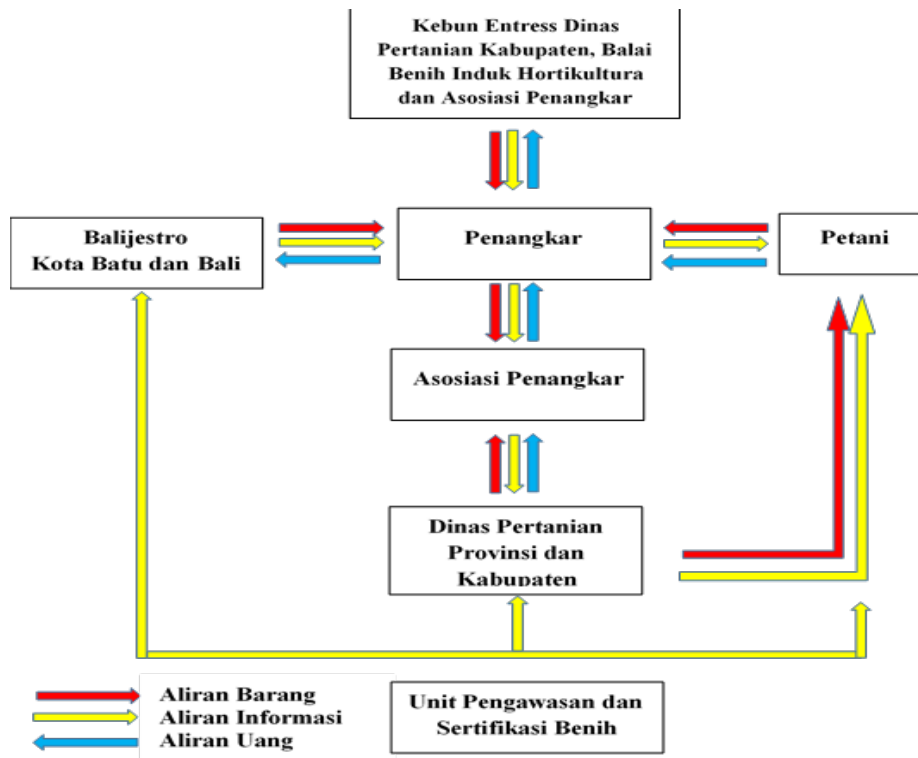 Kebun Entress Dinas
Pertanian Kabupaten, Balai
Benih Induk Hortikultura
dan Asosiasi Penangkar
Balijestro
Kota Batu dan Bali
Penangkar
Petani
Asosiasi Penangkar
Dinas Pertanian
Provinsi dan
Kabupaten
Aliran Barang
Aliran Informasi
Aliran Uang
Unit Pengawasan dan
Sertifikasi Benih